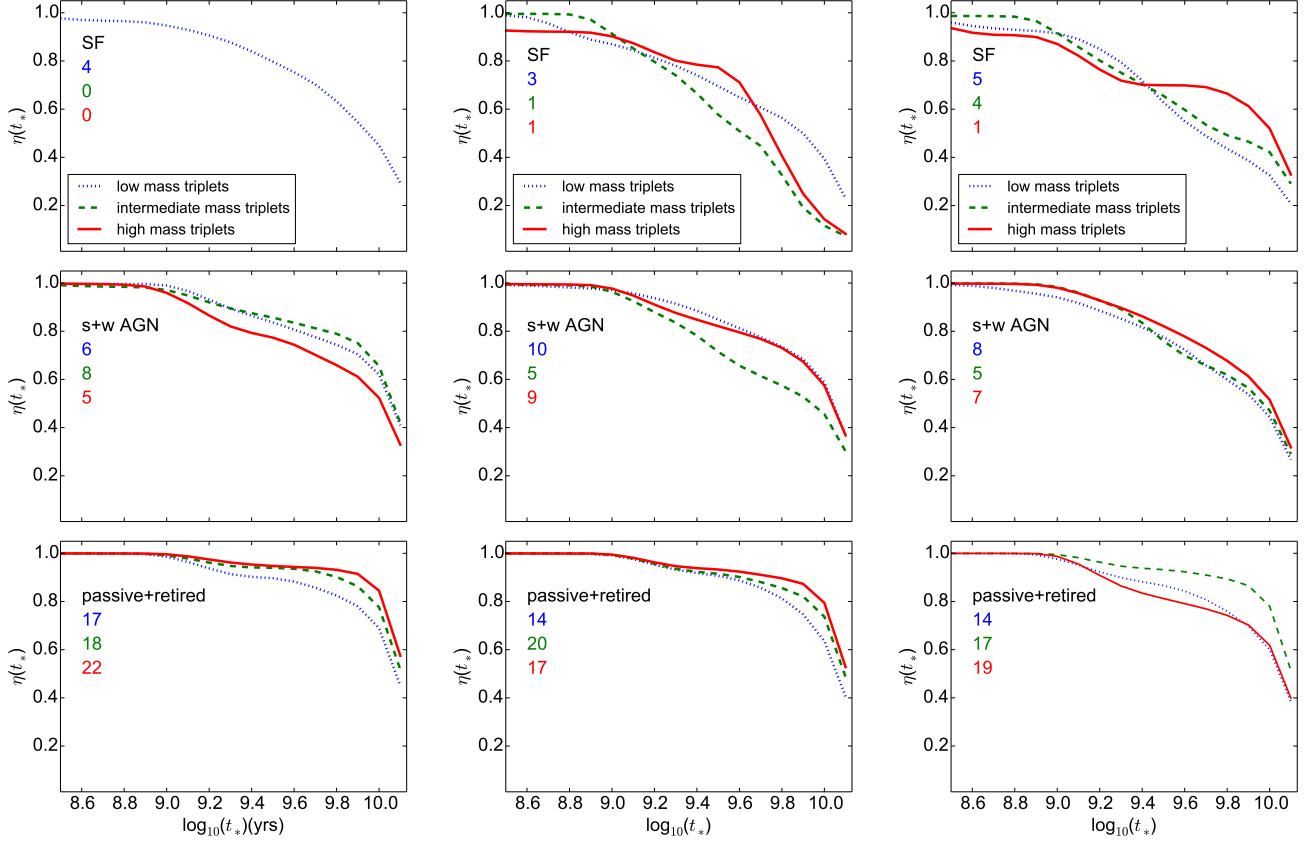 1.0
0.8
0.6
0.4
0.2
η(t*)
SF
4
0
0
low mass triplets
intermediate mass triplets
high mass triplets
1.0
0.8
0.6
0.4
0.2
η(t*)
SF
3
1
1
low mass triplets
intermediate mass triplets
high mass triplets
1.0
0.8
0.6
0.4
0.2
η(t*)
SF
5
4
1
low mass triplets
intermediate mass triplets
high mass triplets
1.0
0.8
0.6
0.4
0.2
η(t*)
s+w AGN
6
8
5
1.0
0.8
0.6
0.4
0.2
η(t*)
s+w AGN
10
5
9
1.0
0.8
0.6
0.4
0.2
η(t*)
s+w AGN
8
5
7
1.0
0.8
0.6
0.4
0.2
η(t*)
passive+retired
17
18
22
8.6 8.8 9.0 9.2 9.4 9.6 9.8 10.0
log10(t*)(yrs)
1.0
0.8
0.6
0.4
0.2
η(t*)
passive+retired
14
20
17
8.6 8.8 9.0 9.2 9.4 9.6 9.8 10.0
log10(t*)
1.0
0.8
0.6
0.4
0.2
η(t*)
passive+retired
14
17
19
8.6 8.8 9.0 9.2 9.4 9.6 9.8 10.0
log10(t*)